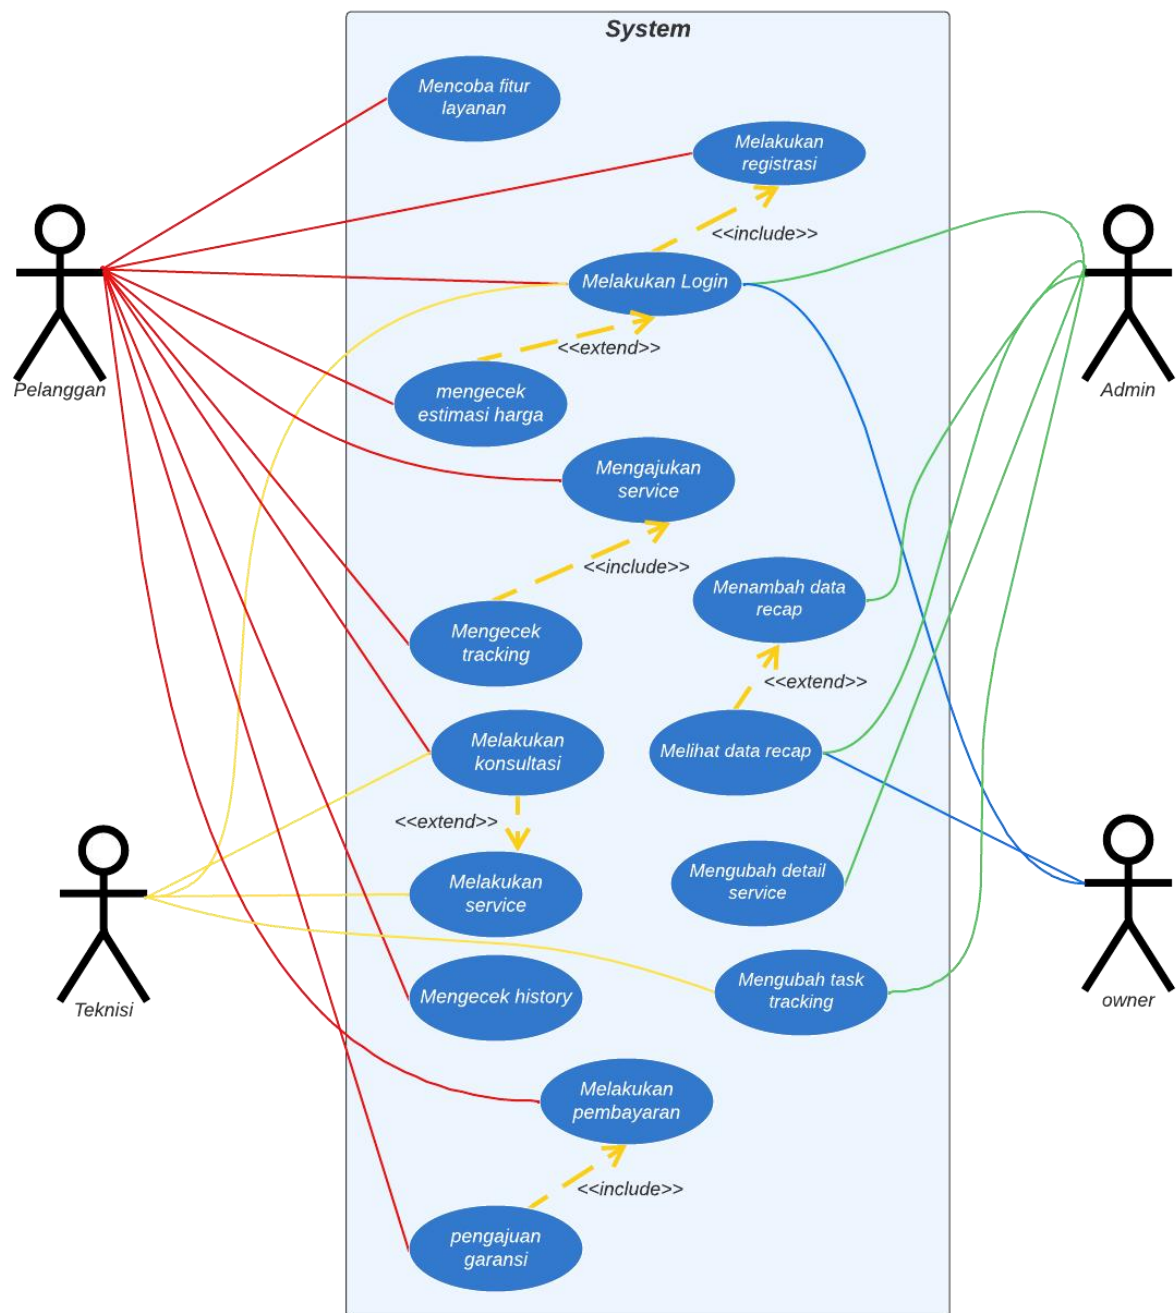 System
Mencoba fitur
layanan
Melakukan
registrasi
<<include>>
Melakukan Login
<<extend>>
Pelanggan
Admin
mengecek
estimasi harga
Mengajukan
service
<<include>>
Menambah data
recap
Mengecek
tracking
<<extend>>
Melakukan
konsultasi
Melihat data recap
<<extend>>
Melakukan
service
Mengubah detail
service
Teknisi
owner
Mengecek history
Mengubah task
tracking
Melakukan
pembayaran
<<include>>
pengajuan
garansi